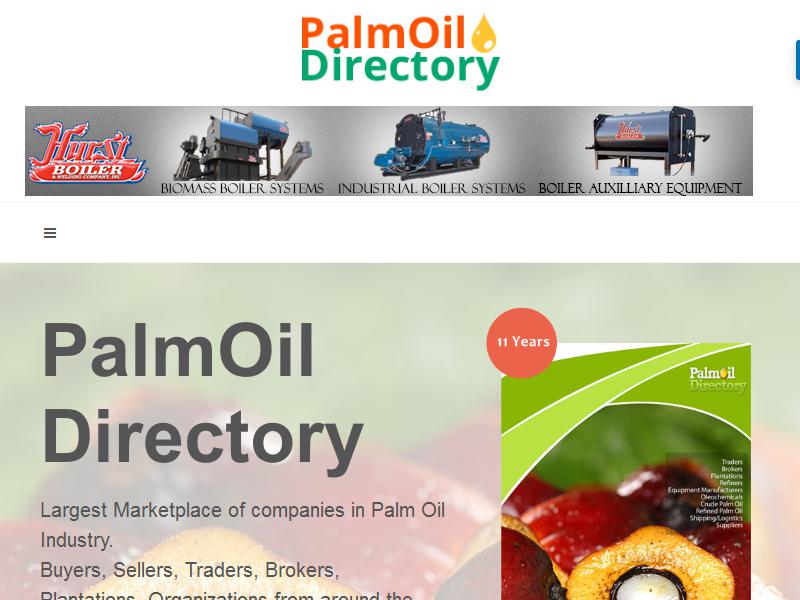 PalmOil
Directory
Hurst
BOILER
& WELDING COMPANY, INC
BIOMASS BOILER SYSTEMS
INDUSTRIAL BOILER SYSTEMS
BOILER AUXILLIARY EQUIPMENT
Hurst
PalmOil
Directory
Largest Marketplace of companies in Palm Oil
Industry.
Buyers, Sellers, Traders, Brokers,
Plantations, Organizations from around the
11 Years
Palmoil
Directory
Traders
Brokers
Plantations
Refiners
Equipment Manufacturers
Oleochemicals
Crude Palm Oil
Refined Palm Oil
Shipping/Logistics
Suppliers